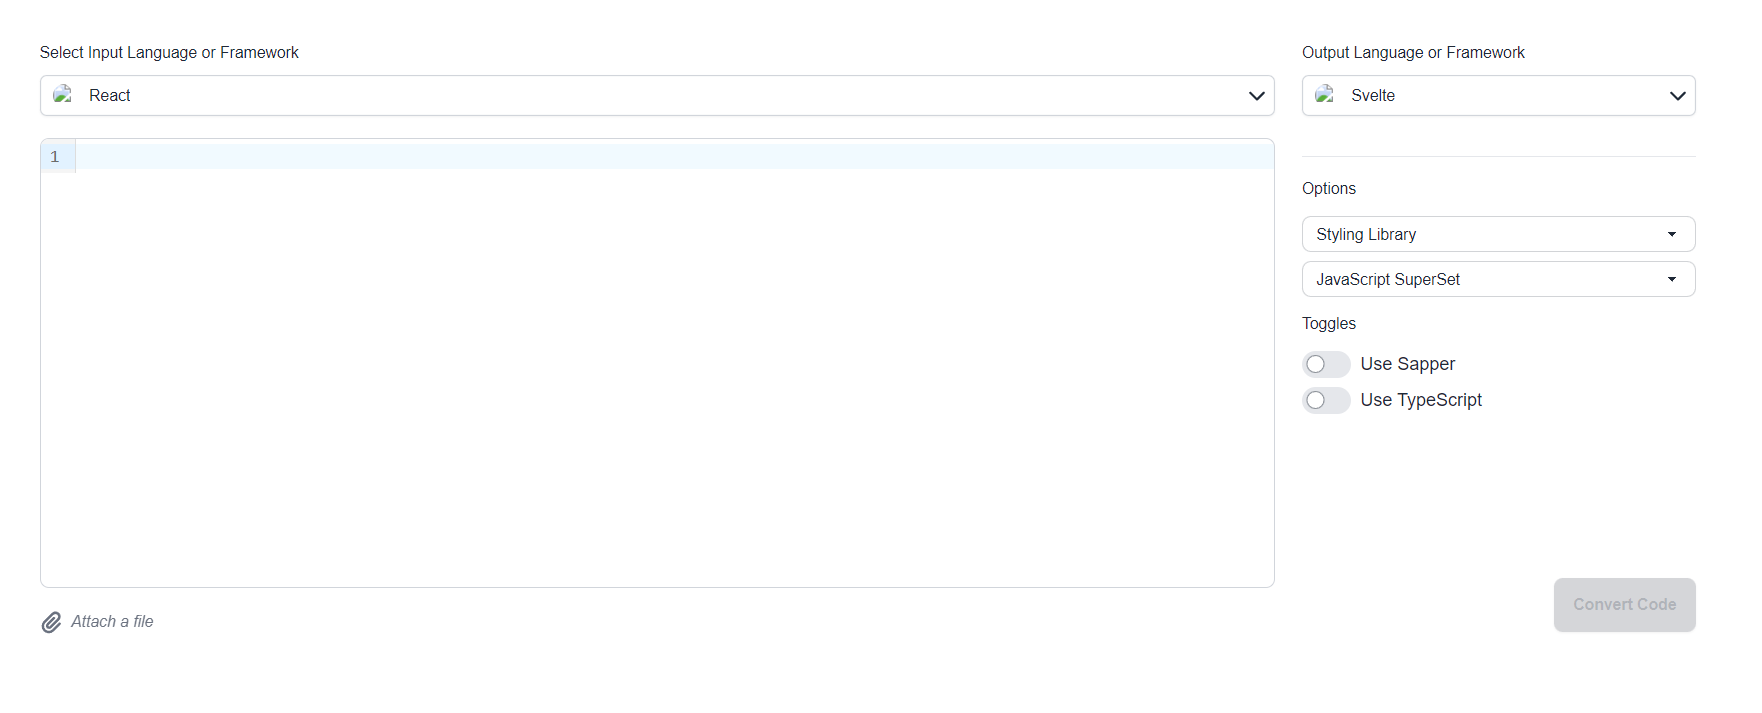 Select Input Language or Framework
React
1
Attach a file
Output Language or Framework
Svelte
Options
Styling Library
JavaScript SuperSet
Toggles
Use Sapper
Use TypeScript
Convert Code